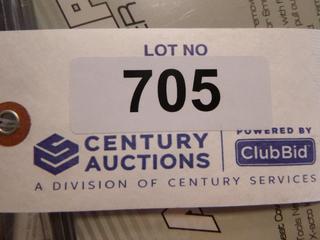 LOT NO
705
CENTURY
AUCTIONS
POWERED BY
ClubBid
A DIVISION OF CENTURY SERVICES